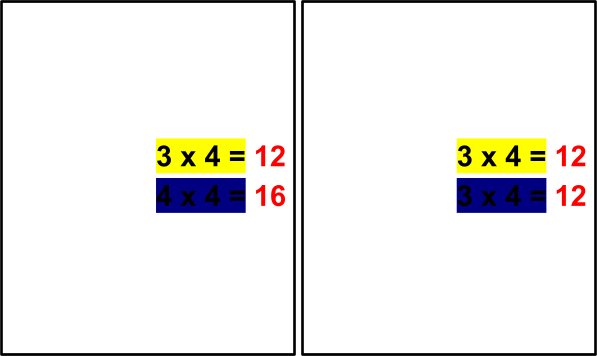 3 x 4 = 12
4 x 4 = 16
3 x 4 = 12
3 x 4 = 12